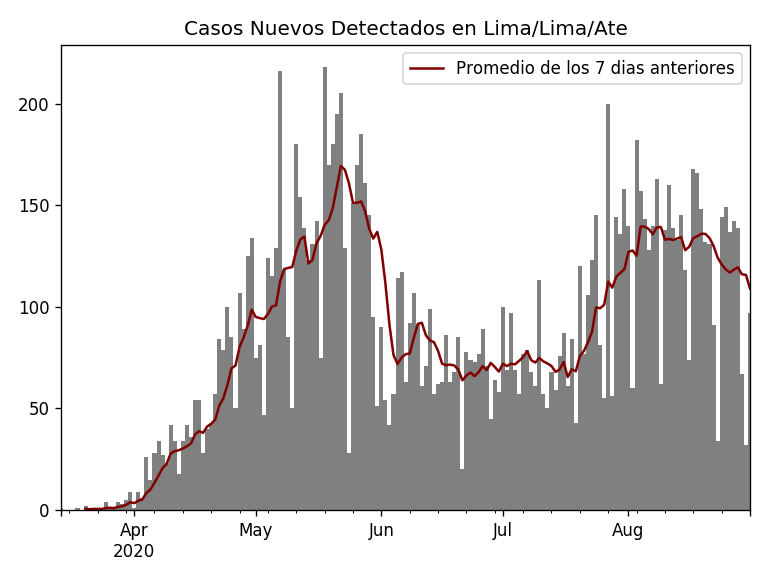 Casos Nuevos Detectados en Lima/Lima/Ate
Promedio de los 7 dias anteriores
200
150
100
50
0
Apr May Jun Jul Aug
2020